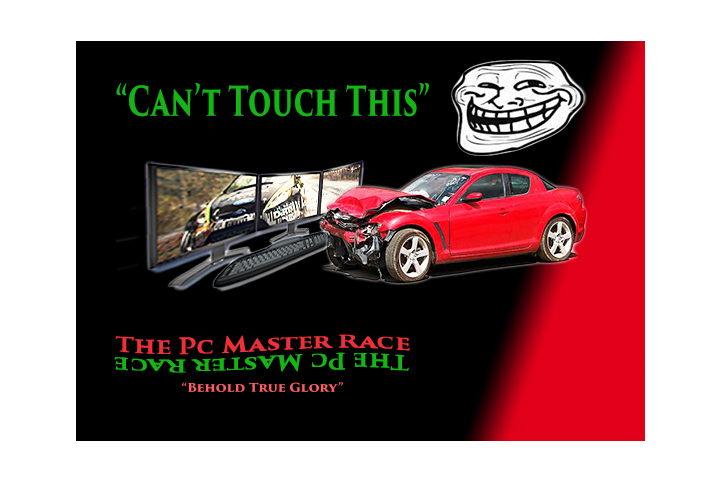 “Can’t Touch This”
The Pc Master Race
The Pc Master Race
“Behold True Glory”